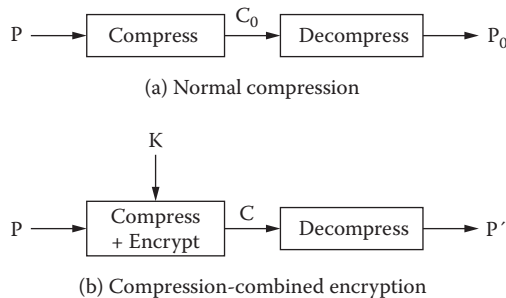 P Compress C₀ Decompress P₀
(a) Normal compression
K
P Compress + Encrypt C Decompress P´
(b) Compression-combined encryption